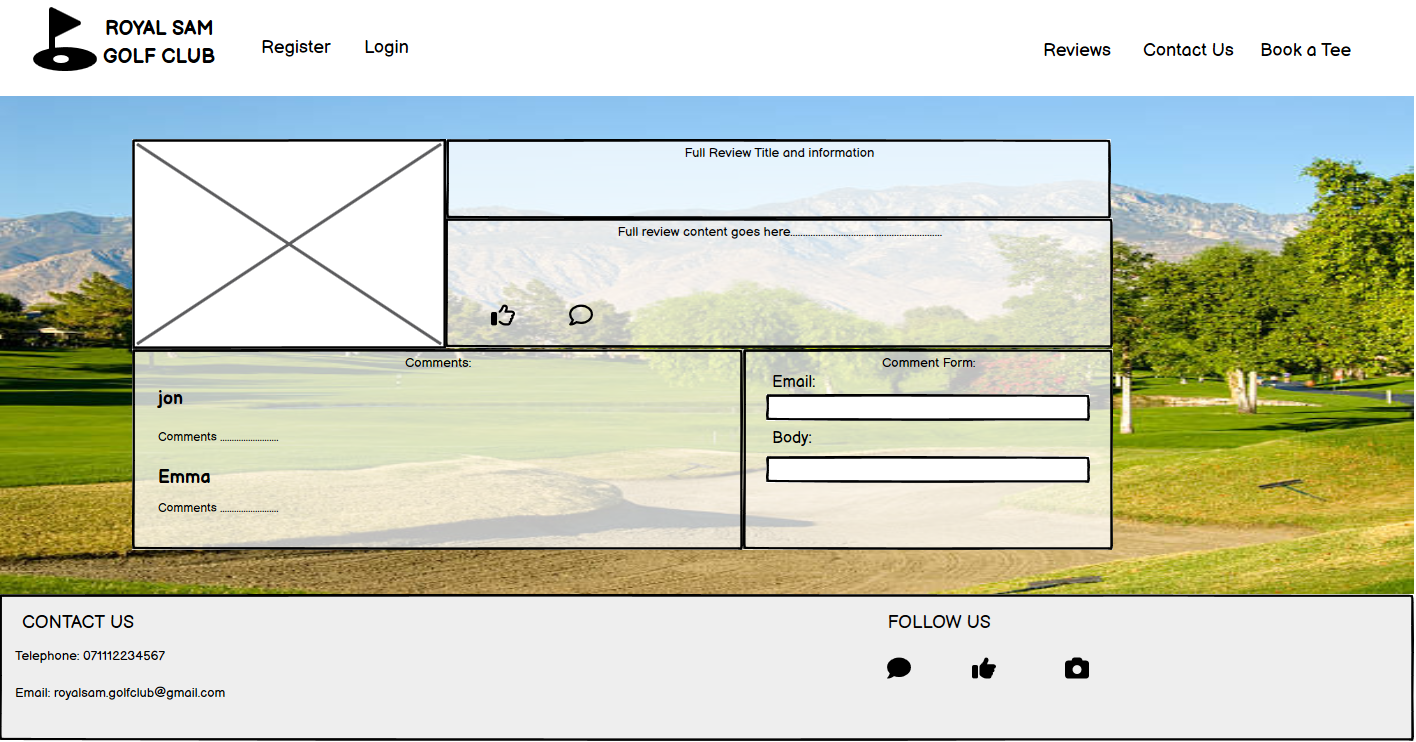 ROYAL SAM
GOLF CLUB
Register
Login
Reviews
Contact Us
Book a Tee
Full Review Title and information
Full review content goes here............................................................
Comments:
jon
Comments .......................
Emma
Comments .......................
Comment Form:
Email:
Body:
CONTACT US
Telephone: 071112234567
Email: royalsam.golfclub@gmail.com
FOLLOW US